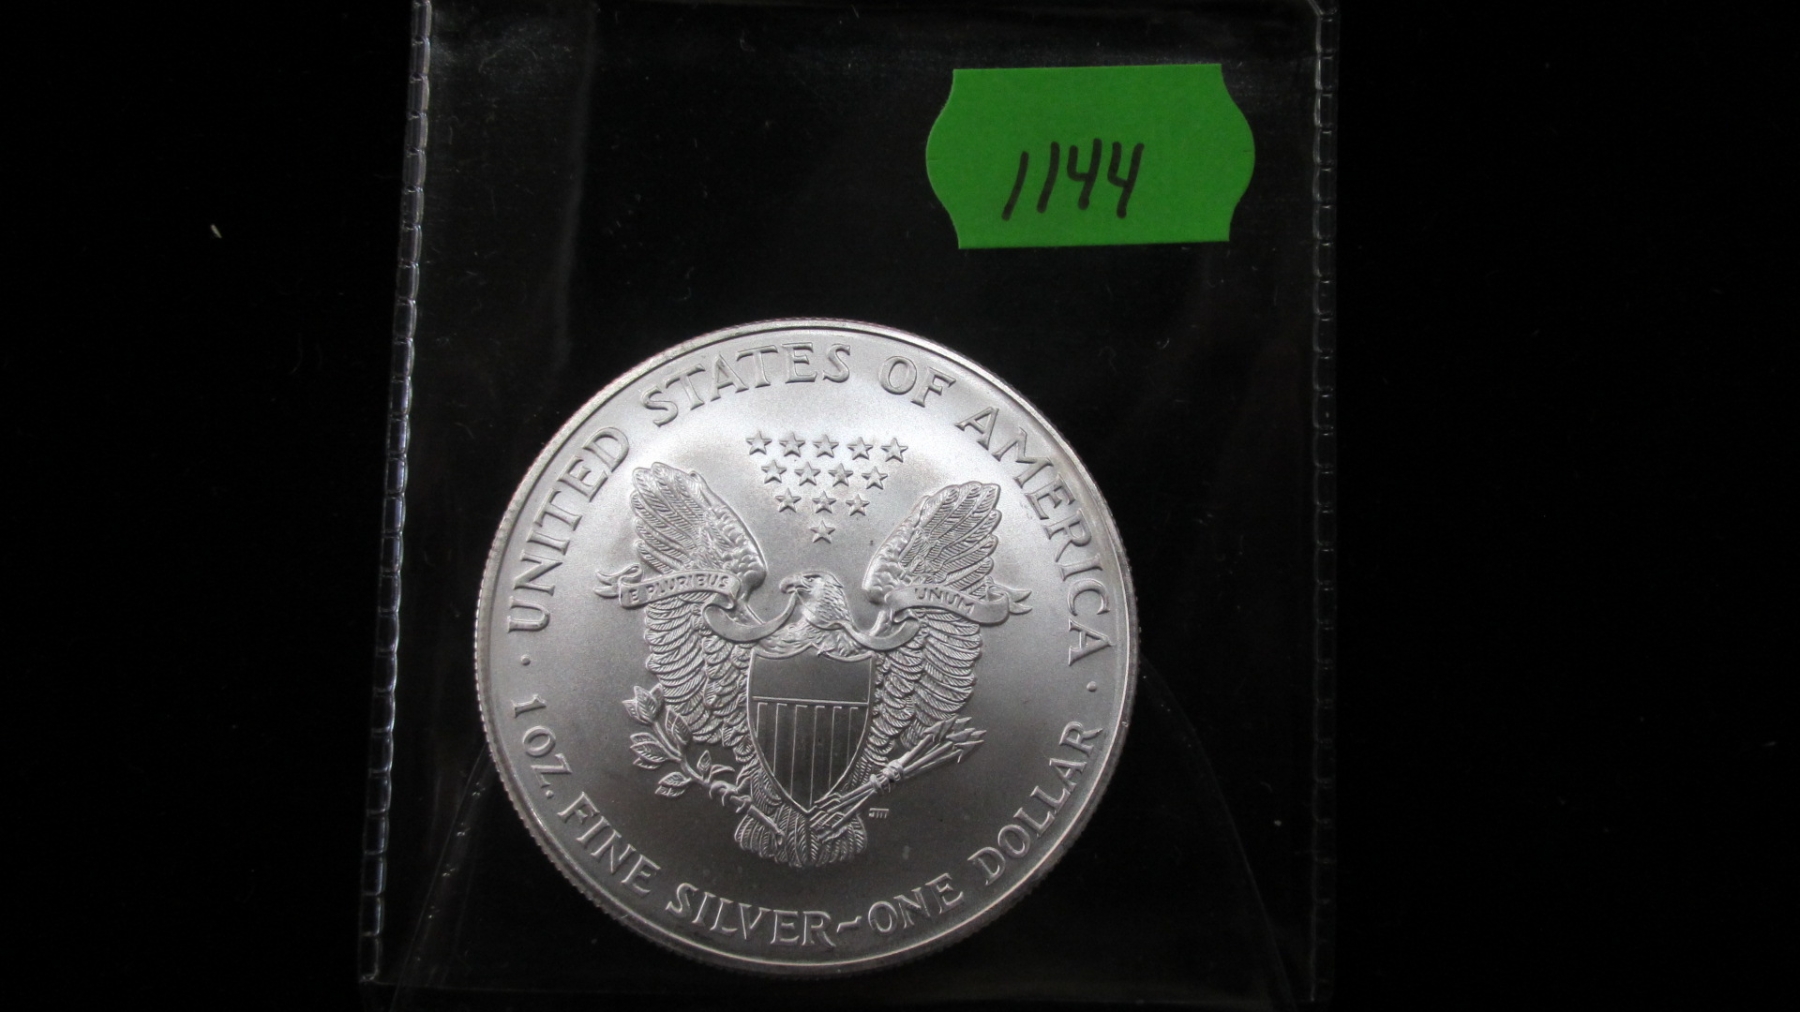 1144
UNITED STATES OF AMERICA
E PLURIBUS UNUM
1 OZ. FINE SILVER~ONE DOLLAR